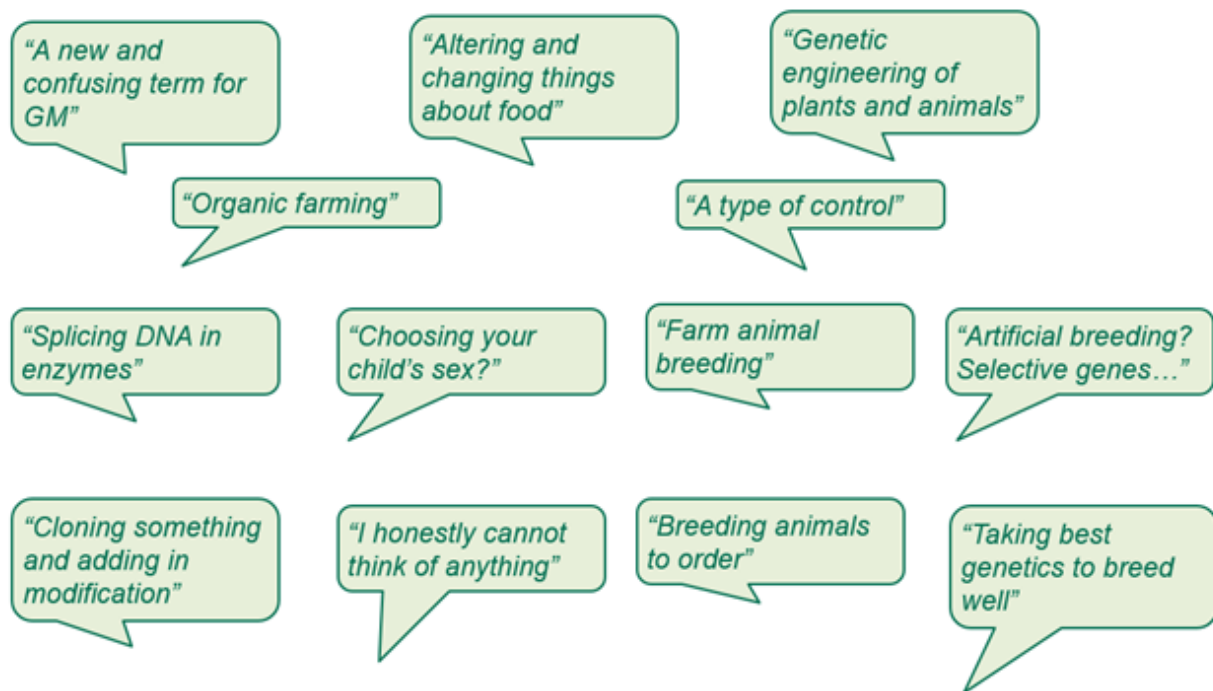 “A new and
confusing term for
GM”
“Altering and
changing things
about food”
“Genetic
engineering of
plants and animals”
“Organic farming”
“A type of control”
“Splicing DNA in
enzymes”
“Choosing your
child’s sex?”
“Farm animal
breeding”
“Artificial breeding?
Selective genes…”
“Cloning something
and adding in
modification”
“I honestly cannot
think of anything”
“Breeding animals
to order”
“Taking best
genetics to breed
well”